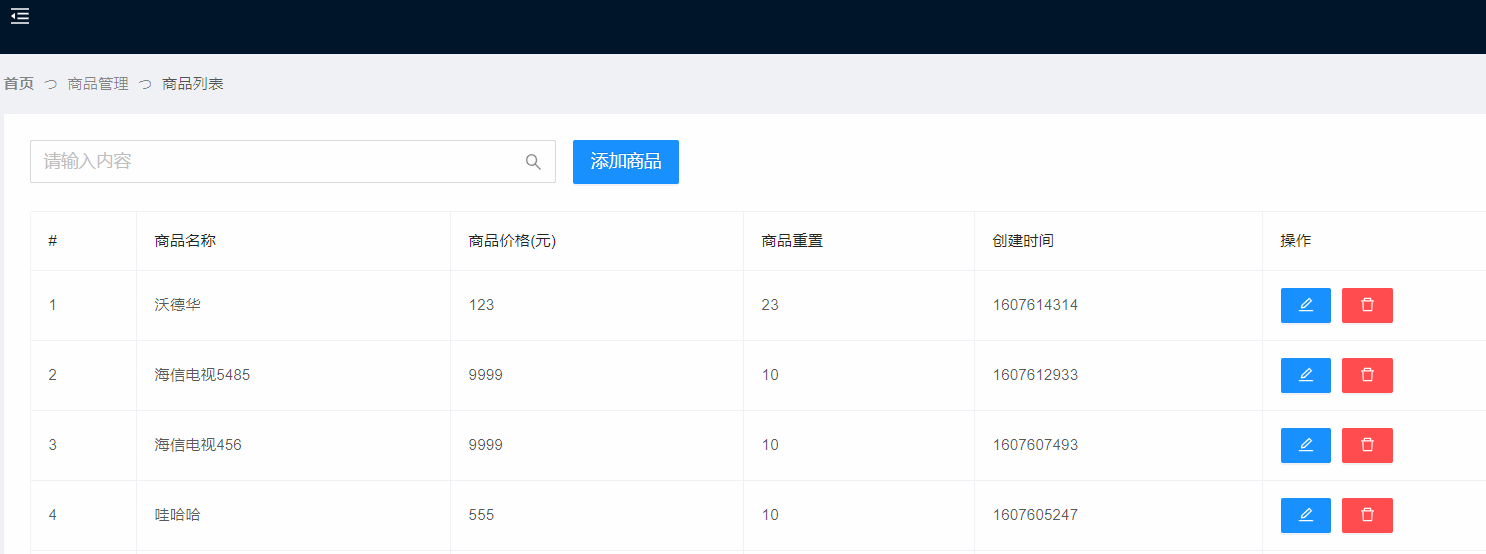 首页 つ 商品管理 つ 商品列表
请输入内容 添加商品
# 商品名称 商品价格(元) 商品重置 创建时间 操作
1 沃德华 123 23 1607614314
2 海信电视5485 9999 10 1607612933
3 海信电视456 9999 10 1607607493
4 哇哈哈 555 10 1607605247